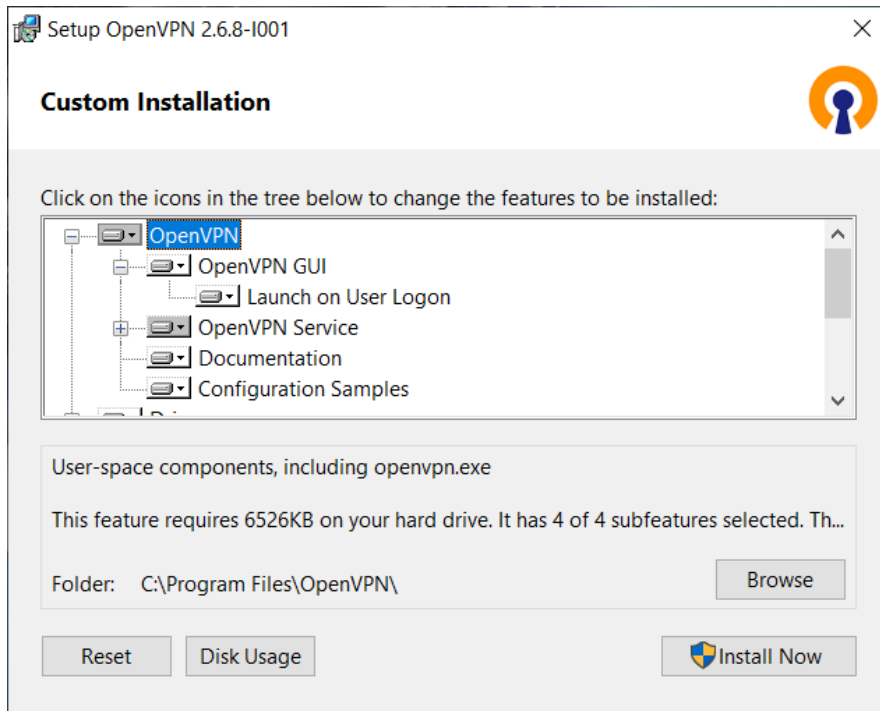 Setup OpenVPN 2.6.8-I001
Custom Installation
Click on the icons in the tree below to change the features to be installed:
OpenVPN
OpenVPN GUI
Launch on User Logon
OpenVPN Service
Documentation
Configuration Samples
User-space components, including openvpn.exe
This feature requires 6526KB on your hard drive. It has 4 of 4 subfeatures selected. Th...
Folder: C:\Program Files\OpenVPN\
Browse
Reset
Disk Usage
Install Now